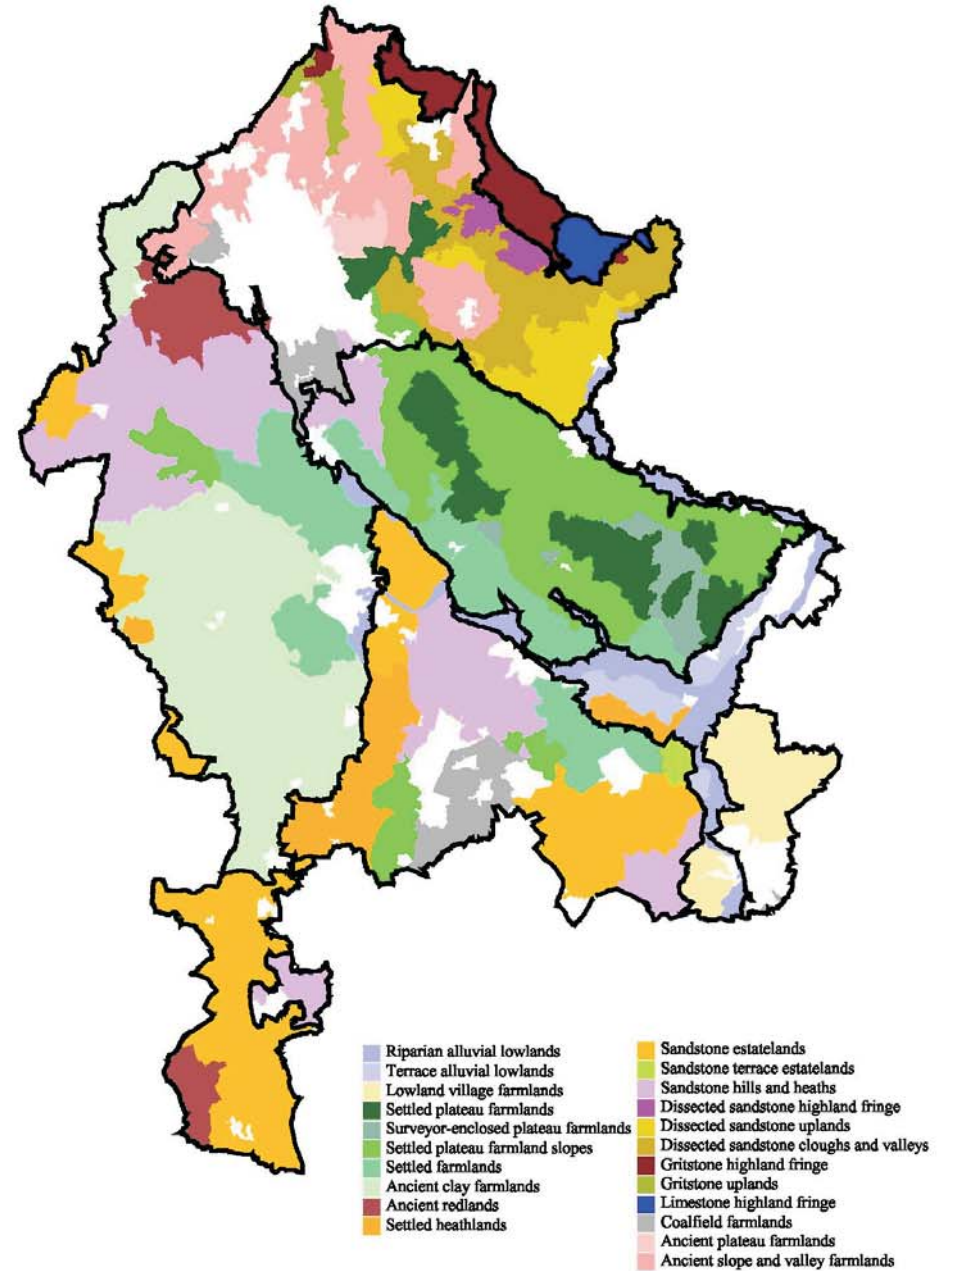 Riparian alluvial lowlands
Terrace alluvial lowlands
Lowland village farmlands
Settled plateau farmlands
Surveyor-enclosed plateau farmlands
Settled plateau farmland slopes
Settled farmlands
Ancient clay farmlands
Ancient redlands
Settled heathlands
Sandstone estatelands
Sandstone terrace estatelands
Sandstone hills and heaths
Dissected sandstone highland fringe
Dissected sandstone uplands
Dissected sandstone cloughs and valleys
Gritstone highland fringe
Gritstone uplands
Limestone highland fringe
Coalfield farmlands
Ancient plateau farmlands
Ancient slope and valley farmlands